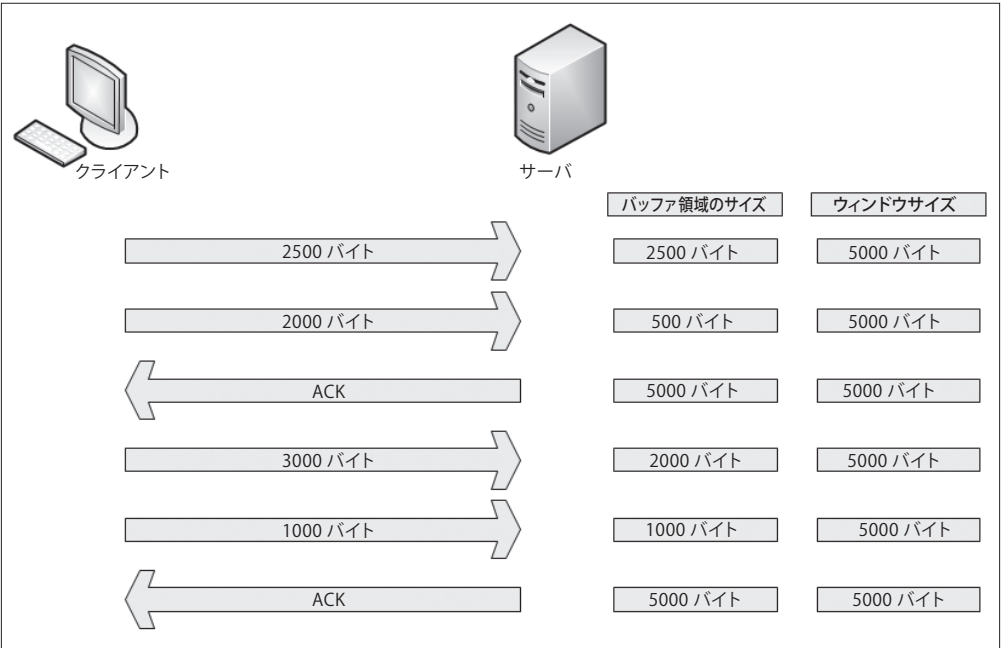 クライアント
サーバ
バッファ領域のサイズ ウィンドウサイズ
2500 バイト 2500 バイト 5000 バイト
2000 バイト 500 バイト 5000 バイト
ACK 5000 バイト 5000 バイト
3000 バイト 2000 バイト 5000 バイト
1000 バイト 1000 バイト 5000 バイト
ACK 5000 バイト 5000 バイト